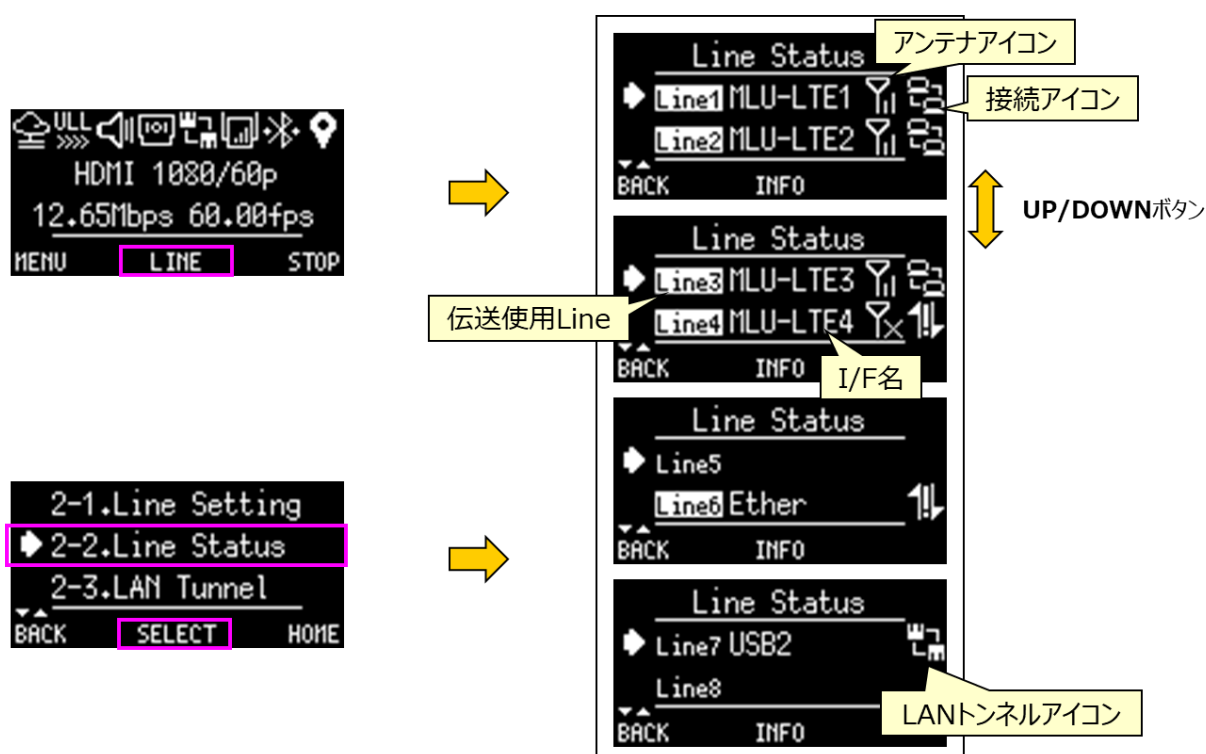 ULL
HDMI 1080/60p
12.65Mbps 60.00fps
MENU LINE STOP
2-1.Line Setting
2-2.Line Status
2-3.LAN Tunnel
BACK SELECT HOME
Line Status
アンテナアイコン
Line1 MLU-LTE1
接続アイコン
Line2 MLU-LTE2
BACK INFO
UP/DOWNボタン
Line Status
Line3 MLU-LTE3
伝送使用Line
Line4 MLU-LTE4
BACK INFO
I/F名
Line Status
Line5
Line6 Ether
BACK INFO
Line Status
Line7 USB2
Line8
LANトンネルアイコン
BACK INFO